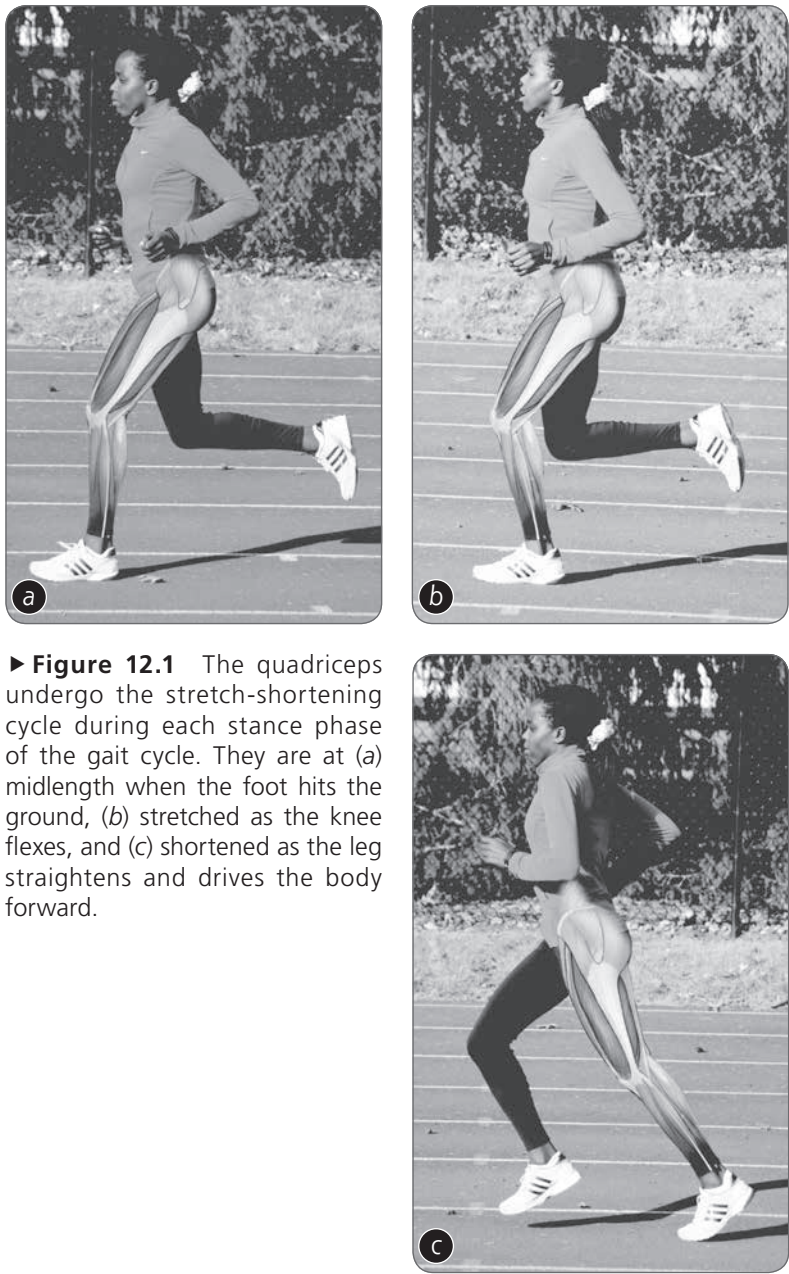 a
b
▶ Figure 12.1 The quadriceps
undergo the stretch-shortening
cycle during each stance phase
of the gait cycle. They are at (a)
midlength when the foot hits the
ground, (b) stretched as the knee
flexes, and (c) shortened as the leg
straightens and drives the body
forward.
c